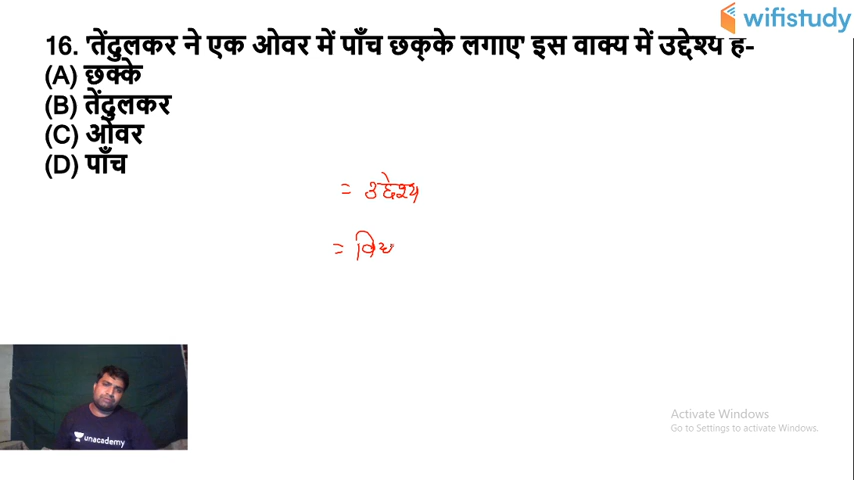 wifistudy
16. 'तेंदुलकर ने एक ओवर में पाँच छक्के लगाए' इस वाक्य में उद्देश्य है-
(A) छक्के
(B) तेंदुलकर
(C) ओवर
(D) पाँच
= उद्देश्य
= विध
unacademy
Activate Windows
Go to Settings to activate Windows.